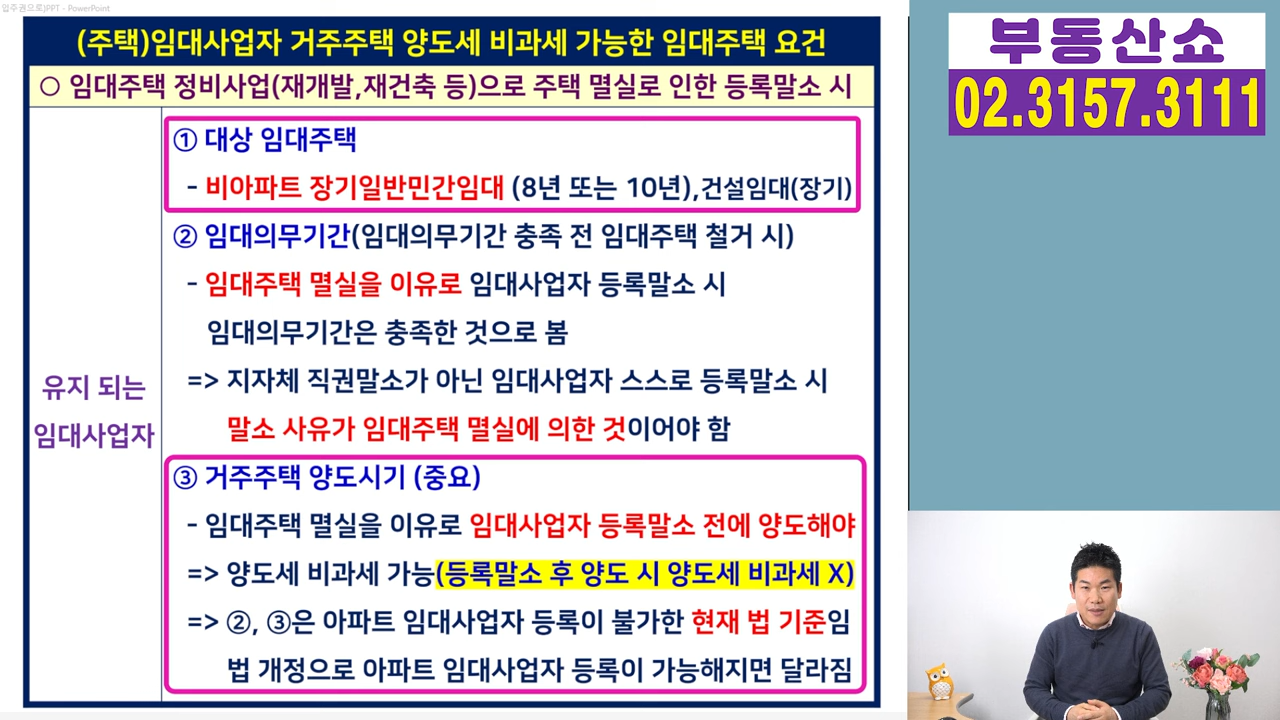 입주권으로)PPT - PowerPoint
(주택)임대사업자 거주주택 양도세 비과세 가능한 임대주택 요건
○ 임대주택 정비사업(재개발,재건축 등)으로 주택 멸실로 인한 등록말소 시
유지 되는
임대사업자
① 대상 임대주택
- 비아파트 장기일반민간임대 (8년 또는 10년),건설임대(장기)
② 임대의무기간(임대의무기간 충족 전 임대주택 철거 시)
- 임대주택 멸실을 이유로 임대사업자 등록말소 시
임대의무기간은 충족한 것으로 봄
=> 지자체 직권말소가 아닌 임대사업자 스스로 등록말소 시
말소 사유가 임대주택 멸실에 의한 것이어야 함
③ 거주주택 양도시기 (중요)
- 임대주택 멸실을 이유로 임대사업자 등록말소 전에 양도해야
=> 양도세 비과세 가능(등록말소 후 양도 시 양도세 비과세 X)
=> ②, ③은 아파트 임대사업자 등록이 불가한 현재 법 기준임
법 개정으로 아파트 임대사업자 등록이 가능해지면 달라짐
부동산쇼
02.3157.3111